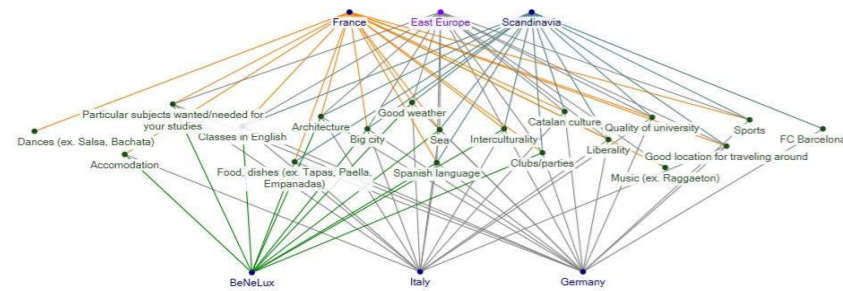 France
East Europe
Scandinavia
Particular subjects wanted/needed for
your studies
Good weather
Dances (ex. Salsa, Bachata)
Classes in English
Architecture
Big city
Sea
Interculturality
Catalan culture
Quality of university
Sports
FC Barcelona
Accomodation
Food, dishes (ex. Tapas, Paella,
Empanadas)
Spanish language
Clubs/parties
Liberality
Good location for traveling around
Music (ex. Raggaeton)
BeNeLux
Italy
Germany